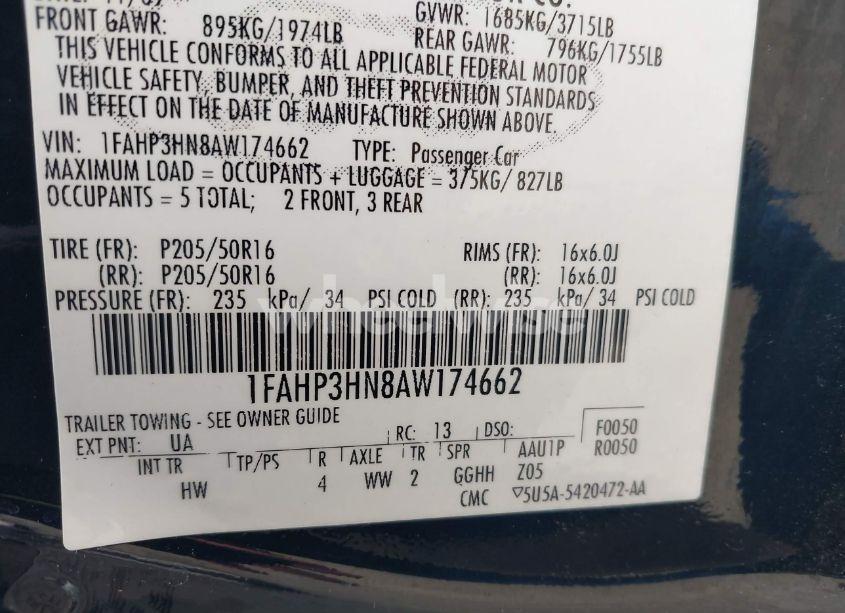 FRONT GAWR: 895KG/1974LB
GVWR: 1685KG/3715LB
REAR GAWR: 796KG/1755LB
THIS VEHICLE CONFORMS TO ALL APPLICABLE FEDERAL MOTOR
VEHICLE SAFETY, BUMPER, AND THEFT PREVENTION STANDARDS
IN EFFECT ON THE DATE OF MANUFACTURE SHOWN ABOVE.
VIN: 1FAHP3HN8AW174662 TYPE: Passenger Car
MAXIMUM LOAD = OCCUPANTS + LUGGAGE = 375KG/ 827LB
OCCUPANTS = 5 TOTAL; 2 FRONT, 3 REAR
TIRE (FR): P205/50R16 RIMS (FR): 16x6.0J
(RR): P205/50R16 (RR): 16x6.0J
PRESSURE (FR): 235 kPa/ 34 PSI COLD (RR): 235 kPa/ 34 PSI COLD
wheelwise
1FAHP3HN8AW174662
TRAILER TOWING - SEE OWNER GUIDE
EXT PNT: UA RC: 13 DSO: F0050
R0050
INT TR TP/PS R AXLE TR SPR AAU1P
HW 4 WW 2 GGHH Z05
CMC ▽5U5A-5420472-AA